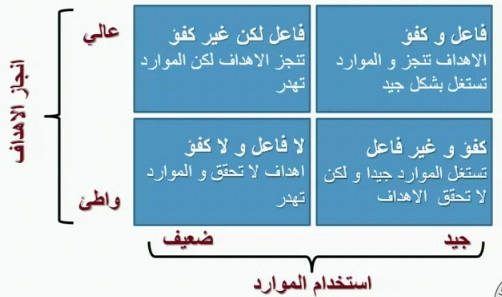 فاعل و كفؤ
الاهداف تنجز و الموارد
تستغل بشكل جيد
فاعل لكن غير كفؤ
تنجز الاهداف لكن الموارد
تهدر
عالي
انجاز الاهداف
كفؤ و غير فاعل
تستغل الموارد جيدا و لكن
لا تحقق الاهداف
لا فاعل و لا كفؤ
اهداف لا تحقق و الموارد
تهدر
واطئ
جيد
ضعيف
استخدام الموارد